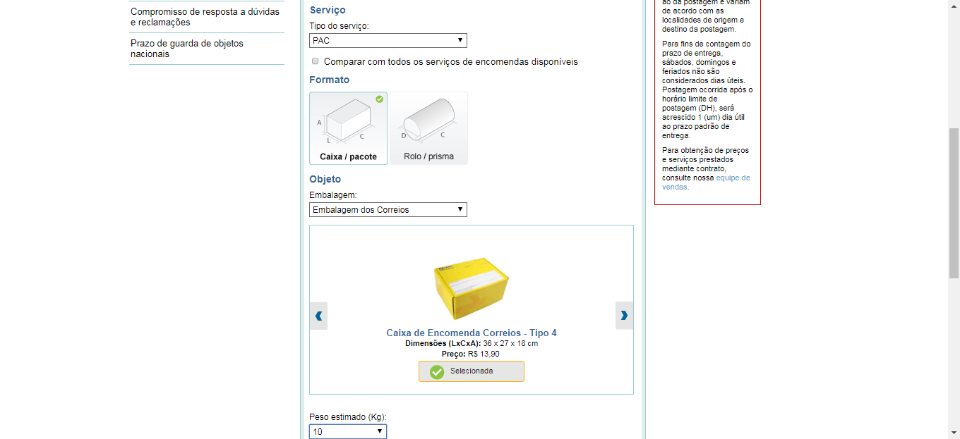 Compromisso de resposta a dúvidas
e reclamações
Prazo de guarda de objetos
nacionais
Serviço
Tipo do serviço:
PAC
Comparar com todos os serviços de encomendas disponíveis
Formato
A
L
C
Caixa / pacote
D
C
Rolo / prisma
Objeto
Embalagem:
Embalagem dos Correios
Caixa de Encomenda Correios - Tipo 4
Dimensões (LxCxA): 36 x 27 x 18 cm
Preço: R$ 13,90
Selecionada
Peso estimado (Kg):
10
ao da postagem e variam
de acordo com as
localidades de origem e
destino da postagem.
Para fins de contagem do
prazo de entrega,
sábados, domingos e
feriados não são
considerados dias úteis.
Postagem ocorrida após o
horário limite de
postagem (DH), será
acrescido 1 (um) dia útil
ao prazo padrão de
entrega.
Para obtenção de preços
e serviços prestados
mediante contrato,
consulte nossa equipe de
vendas.